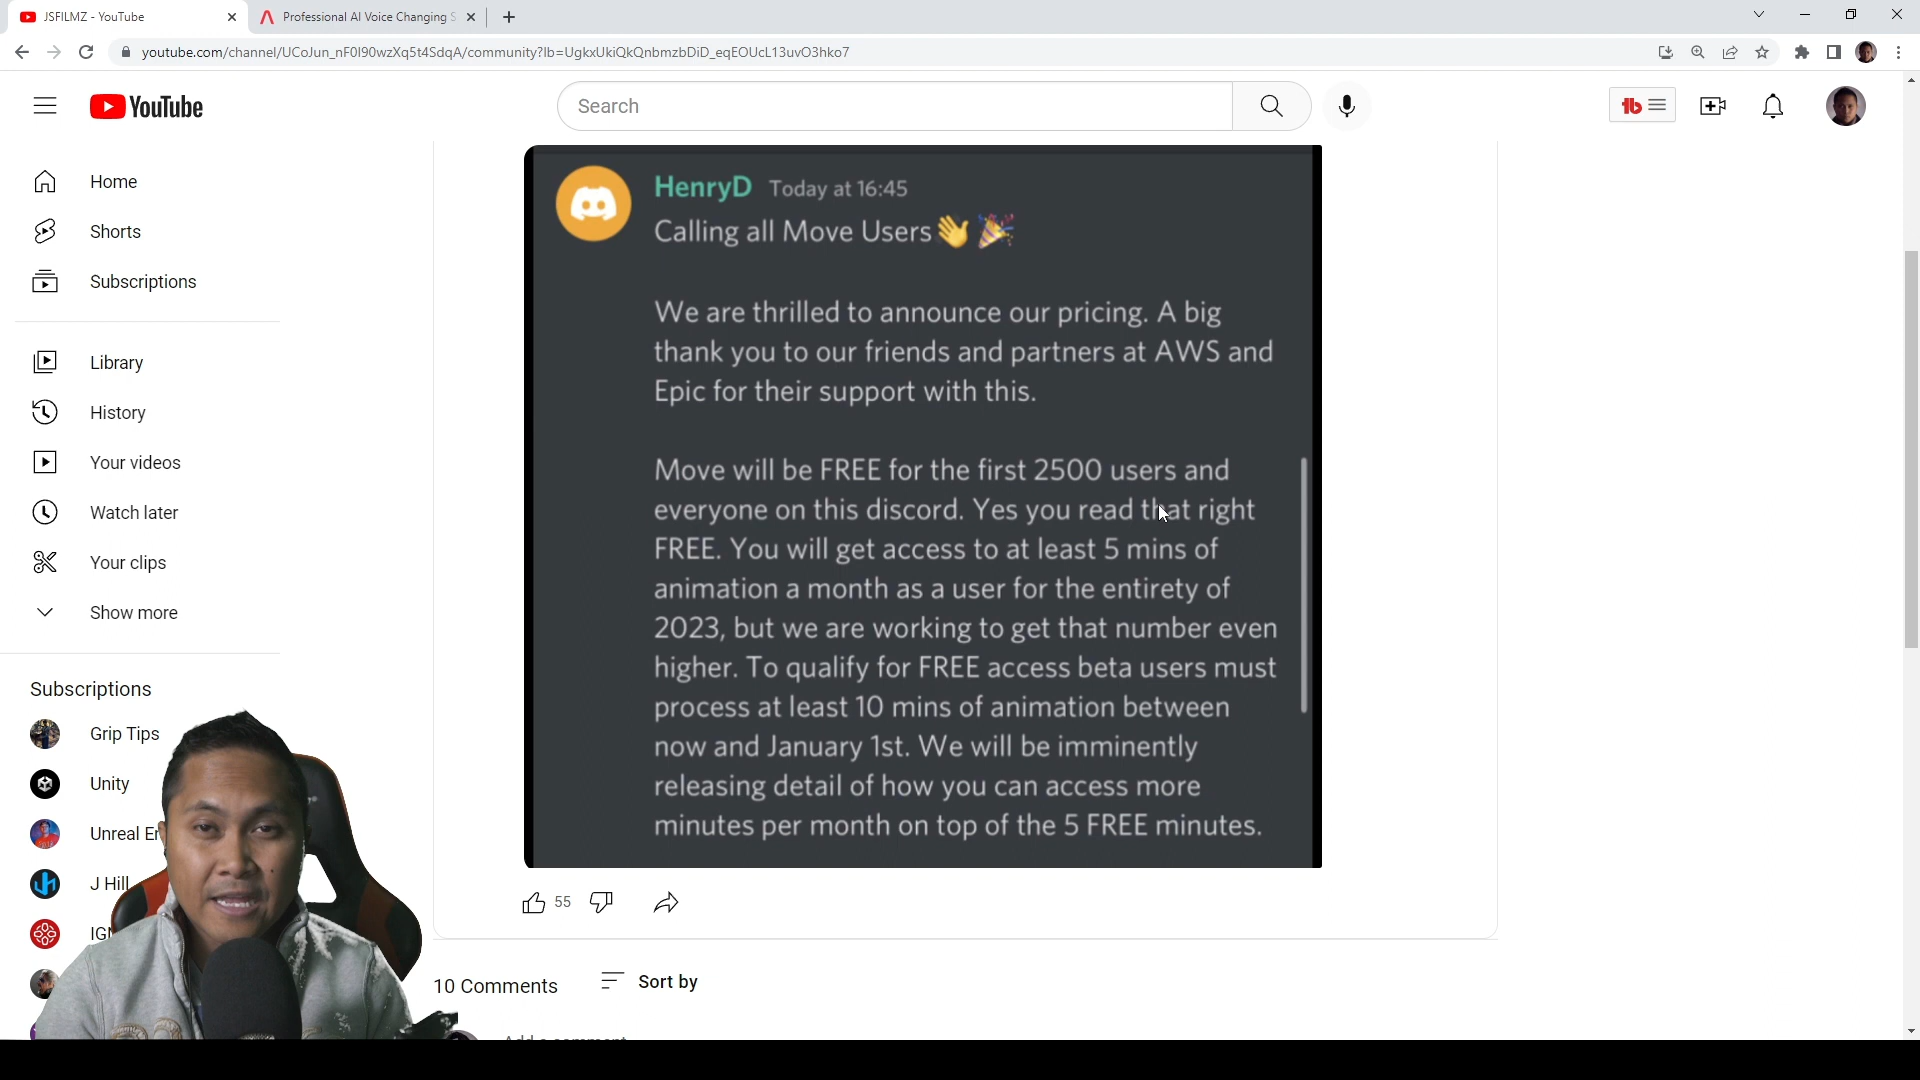 JSFILMZ - YouTube
Professional AI Voice Changing S
youtube.com/channel/UCoJun_nF0I90wzXq5t4SdqA/community?lb=UgkxUkiQkQnbmzbDiD_eqEOUcL13uvO3hko7
YouTube
Search
Home
Shorts
Subscriptions
Library
History
Your videos
Watch later
Your clips
Show more
Subscriptions
Grip Tips
Unity
Unreal En
J Hill
IGN
HenryD Today at 16:45
Calling all Move Users👋🎉
We are thrilled to announce our pricing. A big
thank you to our friends and partners at AWS and
Epic for their support with this.
Move will be FREE for the first 2500 users and
everyone on this discord. Yes you read that right
FREE. You will get access to at least 5 mins of
animation a month as a user for the entirety of
2023, but we are working to get that number even
higher. To qualify for FREE access beta users must
process at least 10 mins of animation between
now and January 1st. We will be imminently
releasing detail of how you can access more
minutes per month on top of the 5 FREE minutes.
55
10 Comments
Sort by
Add a comment...